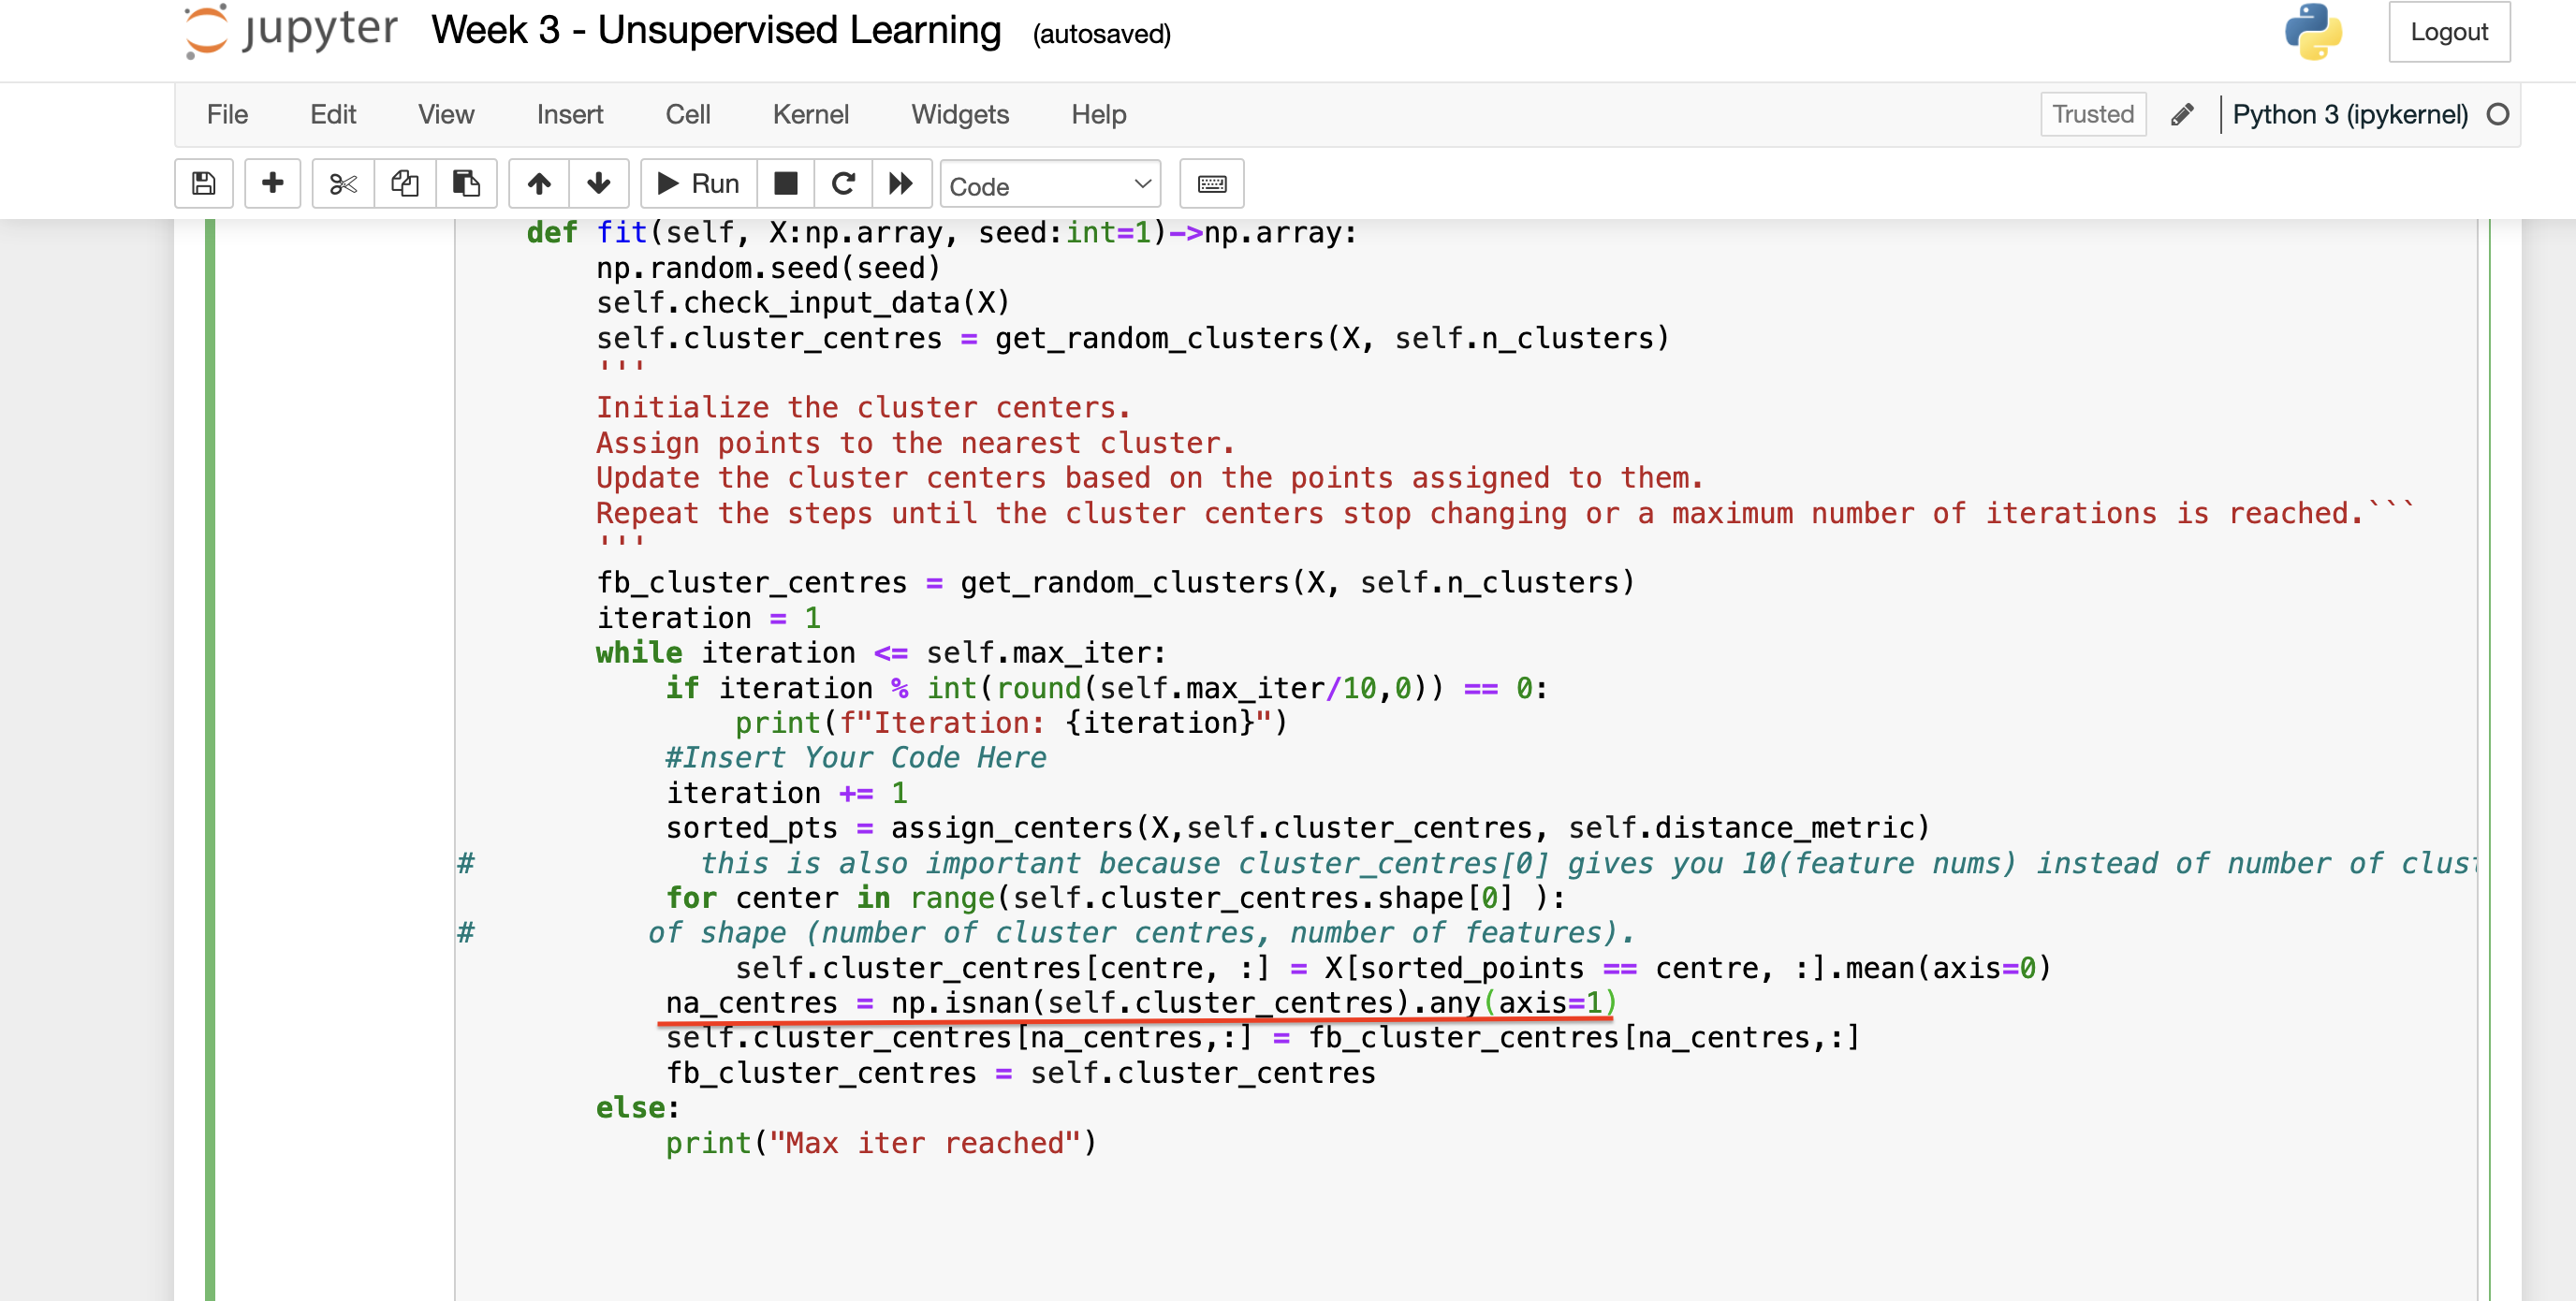 jupyter Week 3 - Unsupervised Learning (autosaved) Logout
File Edit View Insert Cell Kernel Widgets Help Trusted Python 3 (ipykernel)
Run Code
def fit(self, X:np.array, seed:int=1)->np.array:
np.random.seed(seed)
self.check_input_data(X)
self.cluster_centres = get_random_clusters(X, self.n_clusters)
'''
Initialize the cluster centers.
Assign points to the nearest cluster.
Update the cluster centers based on the points assigned to them.
Repeat the steps until the cluster centers stop changing or a maximum number of iterations is reached.```
'''
fb_cluster_centres = get_random_clusters(X, self.n_clusters)
iteration = 1
while iteration <= self.max_iter:
if iteration % int(round(self.max_iter/10,0)) == 0:
print(f"Iteration: {iteration}")
#Insert Your Code Here
iteration += 1
sorted_pts = assign_centers(X,self.cluster_centres, self.distance_metric)
# this is also important because cluster_centres[0] gives you 10(feature nums) instead of number of clust
for center in range(self.cluster_centres.shape[0] ):
# of shape (number of cluster centres, number of features).
self.cluster_centres[centre, :] = X[sorted_points == centre, :].mean(axis=0)
na_centres = np.isnan(self.cluster_centres).any(axis=1)
self.cluster_centres[na_centres,:] = fb_cluster_centres[na_centres,:]
fb_cluster_centres = self.cluster_centres
else:
print("Max iter reached")